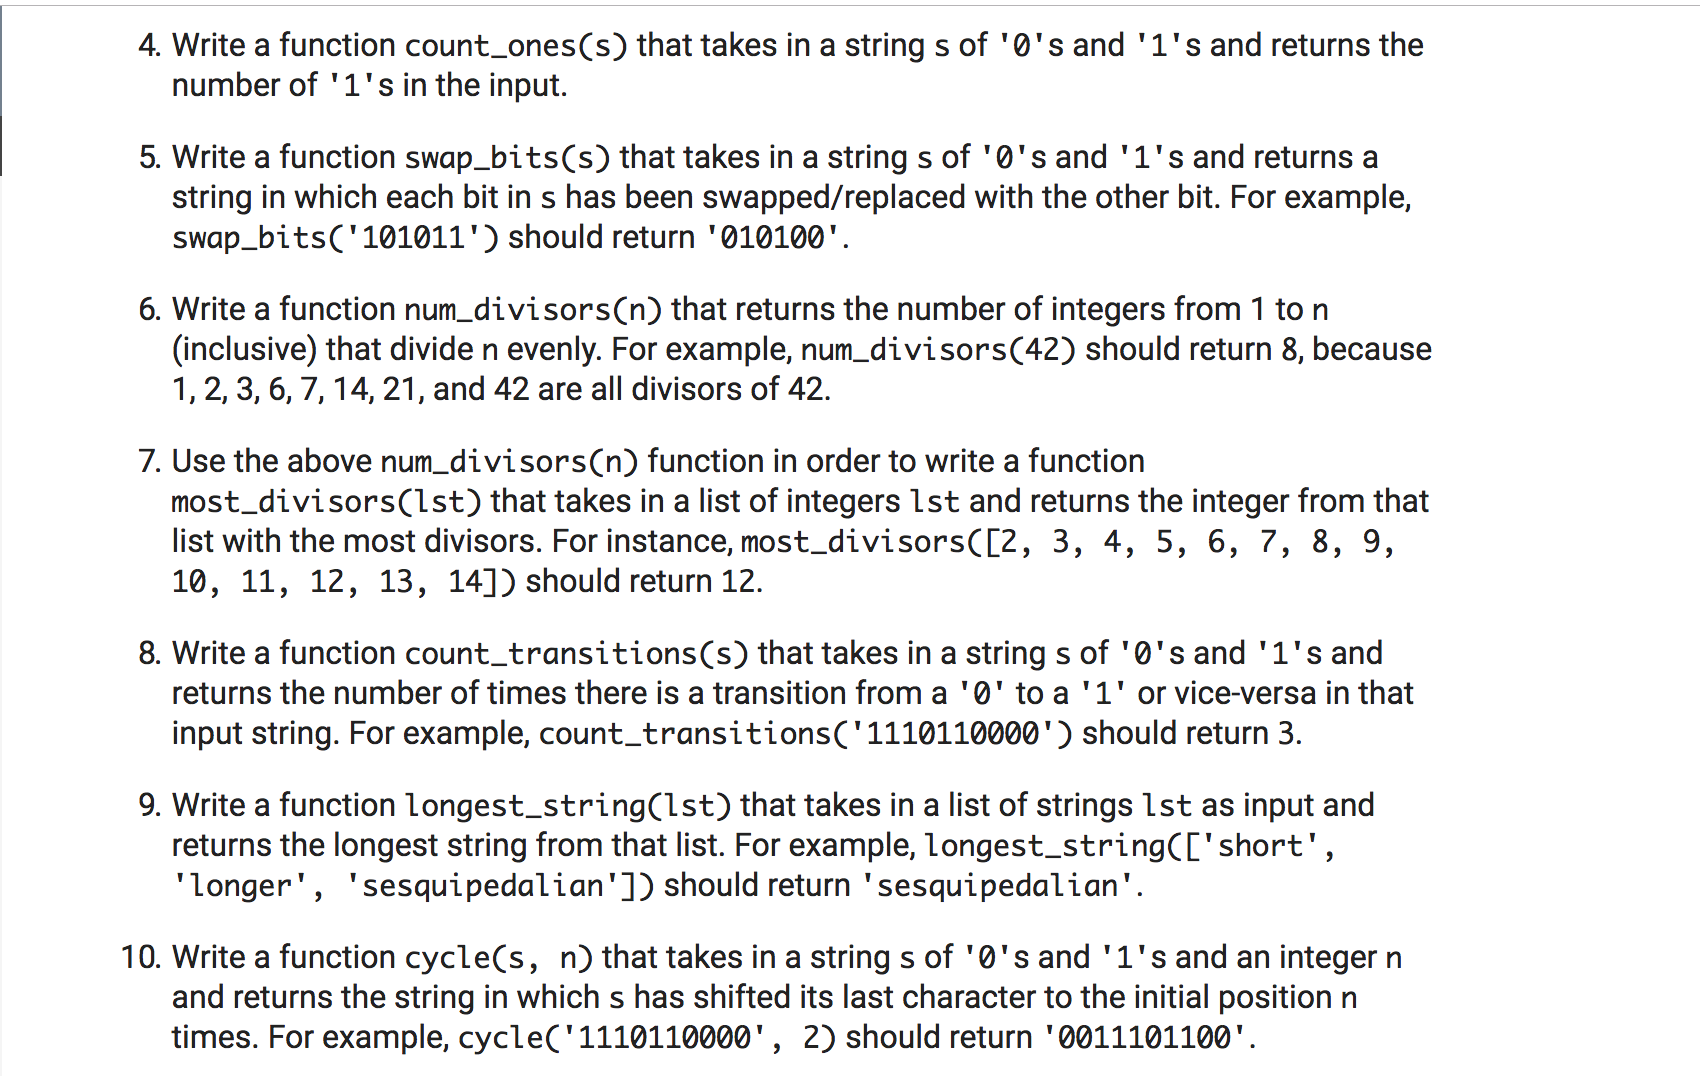 4. Write a function count_ones(s) that takes in a string s of '0's and '1's and returns the
number of '1's in the input.
5. Write a function swap_bits(s) that takes in a string s of '0's and '1's and returns a
string in which each bit in s has been swapped/replaced with the other bit. For example,
swap_bits('101011') should return '010100'.
6. Write a function num_divisors(n) that returns the number of integers from 1 to n
(inclusive) that divide n evenly. For example, num_divisors(42) should return 8, because
1, 2, 3, 6, 7, 14, 21, and 42 are all divisors of 42.
7. Use the above num_divisors(n) function in order to write a function
most_divisors(lst) that takes in a list of integers lst and returns the integer from that
list with the most divisors. For instance, most_divisors([2, 3, 4, 5, 6, 7, 8, 9,
10, 11, 12, 13, 14]) should return 12.
8. Write a function count_transitions(s) that takes in a string s of '0's and '1's and
returns the number of times there is a transition from a '0' to a '1' or vice-versa in that
input string. For example, count_transitions('1110110000') should return 3.
9. Write a function longest_string(lst) that takes in a list of strings lst as input and
returns the longest string from that list. For example, longest_string(['short',
'longer', 'sesquipedalian']) should return 'sesquipedalian'.
10. Write a function cycle(s, n) that takes in a string s of '0's and '1's and an integer n
and returns the string in which s has shifted its last character to the initial position n
times. For example, cycle('1110110000', 2) should return '0011101100'.